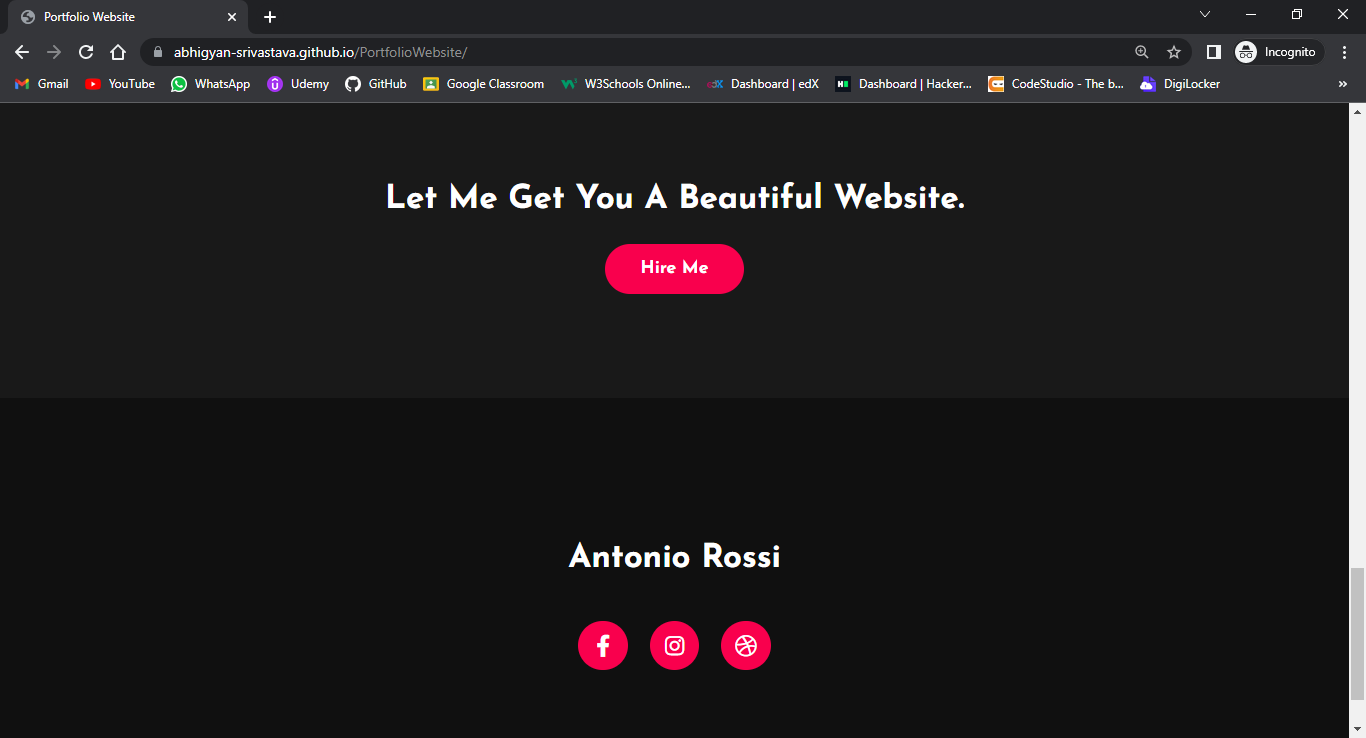 Portfolio Website
abhigyan-srivastava.github.io/PortfolioWebsite/
Incognito
Gmail YouTube WhatsApp Udemy GitHub Google Classroom W3Schools Online... Dashboard | edX Dashboard | Hacker... CodeStudio - The b... DigiLocker »
Let Me Get You A Beautiful Website.
Hire Me
Antonio Rossi